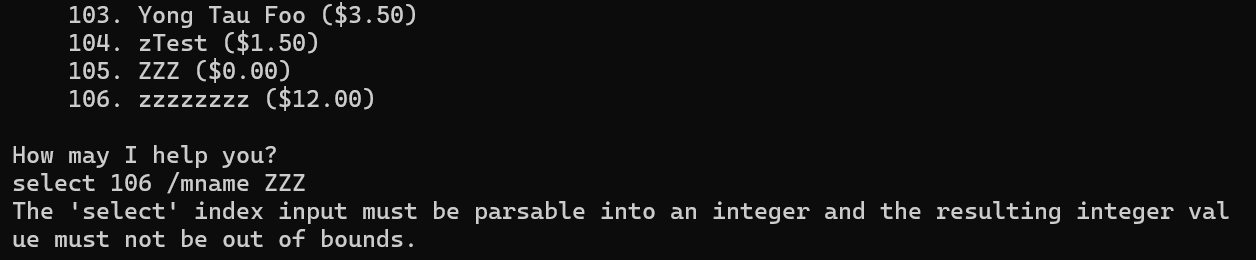 103. Yong Tau Foo ($3.50)
104. zTest ($1.50)
105. ZZZ ($0.00)
106. zzzzzzzz ($12.00)
How may I help you?
select 106 /mname ZZZ
The 'select' index input must be parsable into an integer and the resulting integer val
ue must not be out of bounds.